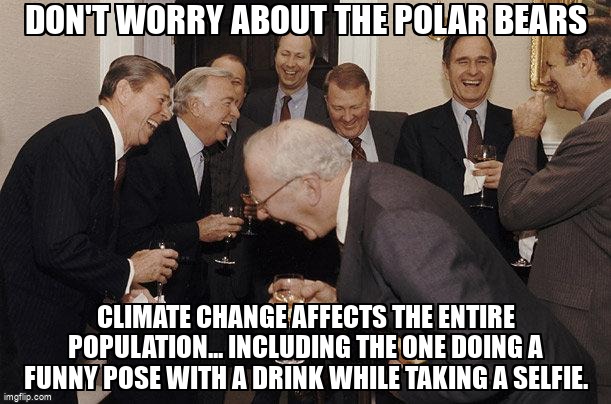 DON'T WORRY ABOUT THE POLAR BEARS
CLIMATE CHANGE AFFECTS THE ENTIRE
POPULATION... INCLUDING THE ONE DOING A
FUNNY POSE WITH A DRINK WHILE TAKING A SELFIE.
imgflip.com